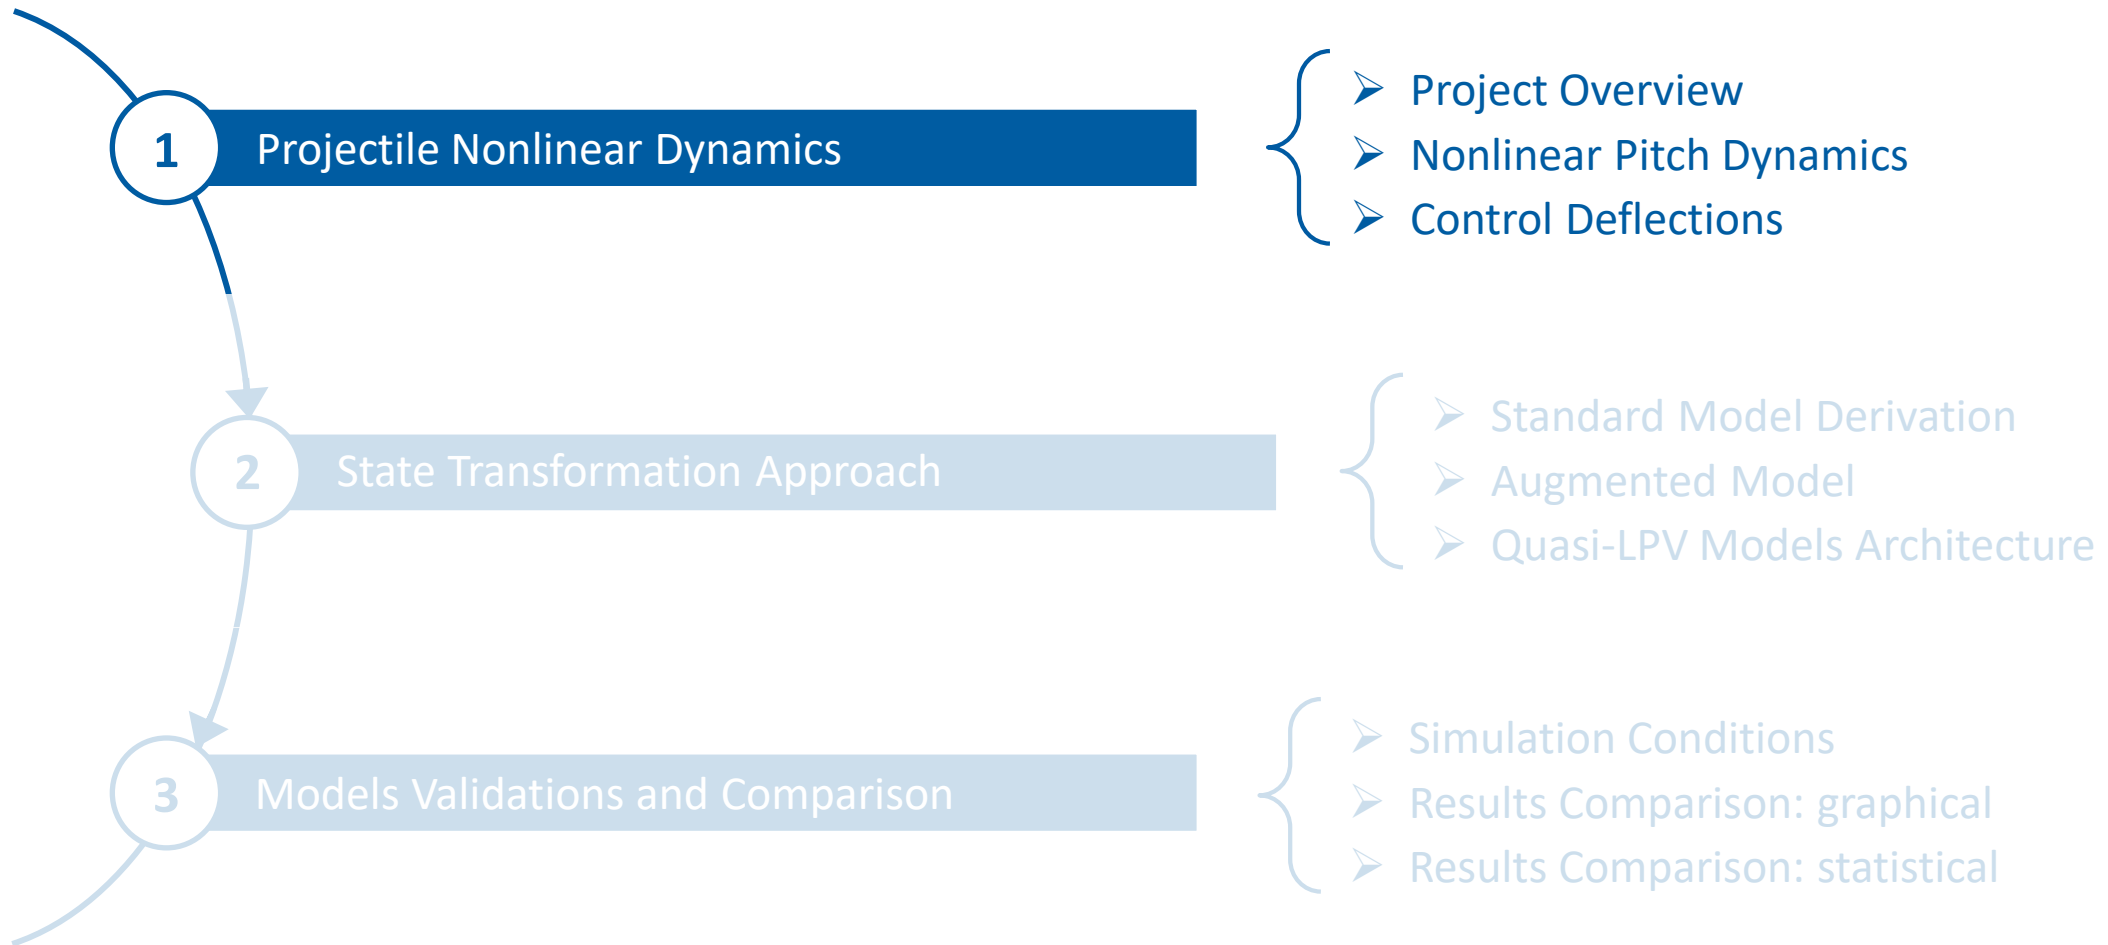 1
Projectile Nonlinear Dynamics
Project Overview
Nonlinear Pitch Dynamics
Control Deflections
2
State Transformation Approach
Standard Model Derivation
Augmented Model
Quasi-LPV Models Architecture
3
Models Validations and Comparison
Simulation Conditions
Results Comparison: graphical
Results Comparison: statistical